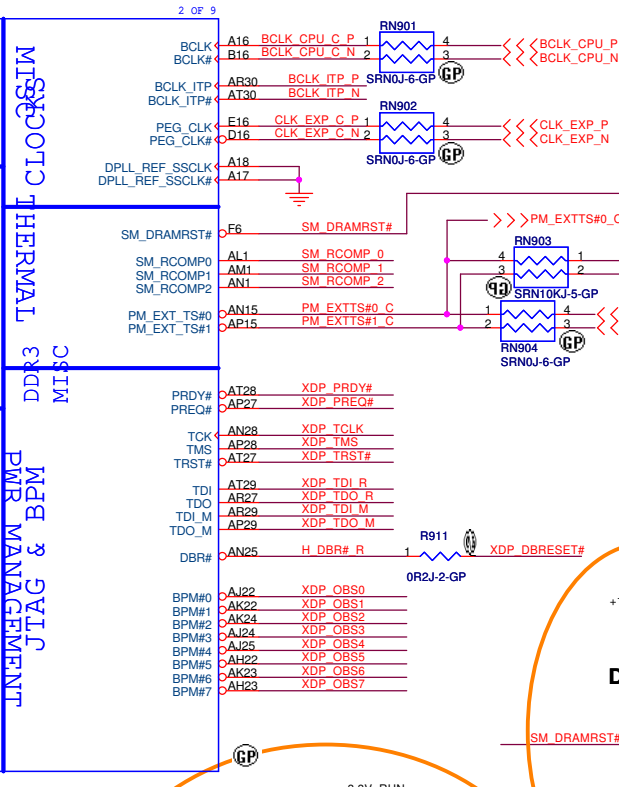 2 OF 9
RN901
BCLK A16 BCLK_CPU_C_P 1 4 BCLK_CPU_P
BCLK# B16 BCLK_CPU_C_N 2 3 BCLK_CPU_N
GP
SRN0J-6-GP
BCLK_ITP AR30 BCLK_ITP_P
BCLK_ITP# AT30 BCLK_ITP_N
RN902
PEG_CLK E16 CLK_EXP_C_P 1 4 CLK_EXP_P
PEG_CLK# D16 CLK_EXP_C_N 2 3 CLK_EXP_N
GP
SRN0J-6-GP
DPLL_REF_SSCLK A18
DPLL_REF_SSCLK# A17
MISC
CLOCKS
THERMAL
SM_DRAMRST# F6 SM_DRAMRST#
PM_EXTTS#0_C
RN903
SM_RCOMP0 AL1 SM_RCOMP_0 4 1
SM_RCOMP1 AM1 SM_RCOMP_1 3 2
SM_RCOMP2 AN1 SM_RCOMP_2
GP
SRN10KJ-5-GP
PM_EXT_TS#0 AN15 PM_EXTTS#0_C 1 4
PM_EXT_TS#1 AP15 PM_EXTTS#1_C 2 3
GP
RN904
SRN0J-6-GP
DDR3
MISC
PRDY# AT28 XDP_PRDY#
PREQ# AP27 XDP_PREQ#
TCK AN28 XDP_TCLK
TMS AP28 XDP_TMS
TRST# AT27 XDP_TRST#
TDI AT29 XDP_TDI_R
TDO AR27 XDP_TDO_R
TDI_M AR29 XDP_TDI_M
TDO_M AP29 XDP_TDO_M
R911
DBR# AN25 H_DBR#_R 1 XDP_DBRESET#
0R2J-2-GP
PWR MANAGEMENT
JTAG & BPM
BPM#0 AJ22 XDP_OBS0
BPM#1 AK22 XDP_OBS1
BPM#2 AK24 XDP_OBS2
BPM#3 AJ24 XDP_OBS3
BPM#4 AJ25 XDP_OBS4
BPM#5 AH22 XDP_OBS5
BPM#6 AK23 XDP_OBS6
BPM#7 AH23 XDP_OBS7
D
SM_DRAMRST#
GP